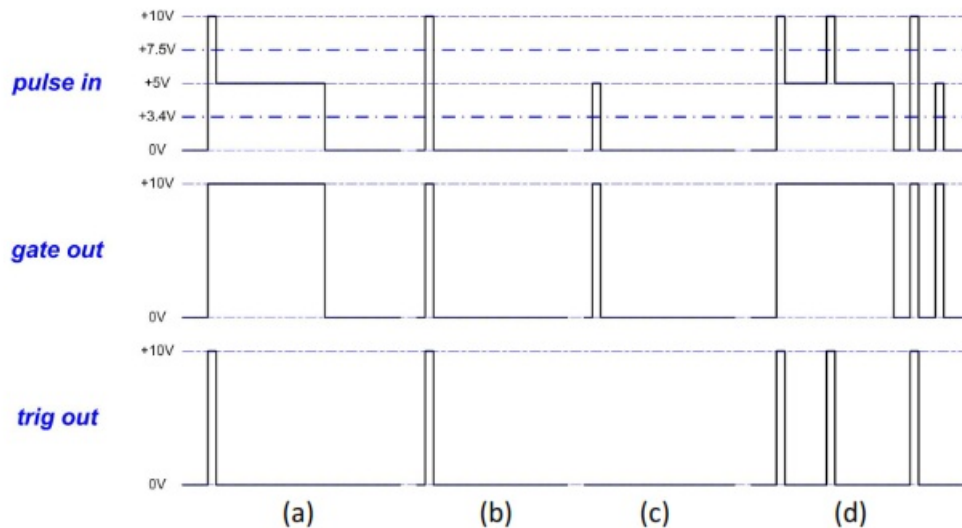 +10V
+7.5V
pulse in
+5V
+3.4V
0V
+10V
gate out
0V
+10V
trig out
0V
(a) (b) (c) (d)